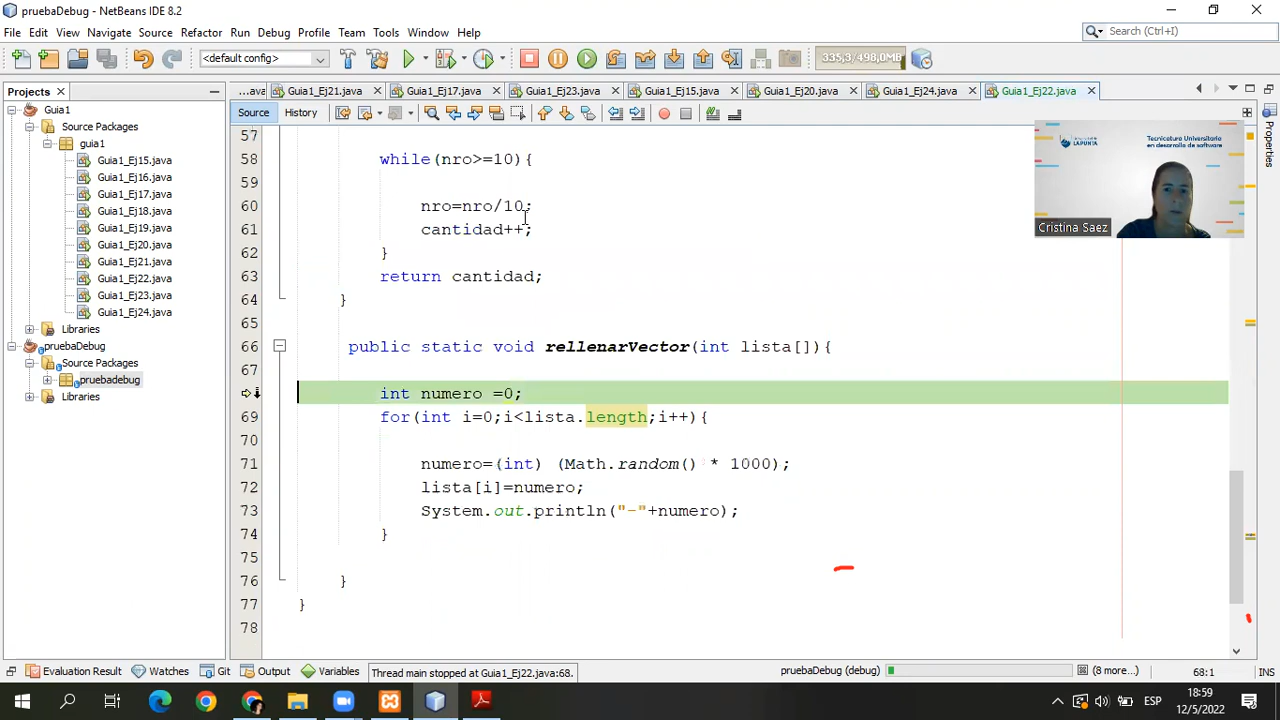 pruebaDebug - NetBeans IDE 8.2
File Edit View Navigate Source Refactor Run Debug Profile Team Tools Window Help
Search (Ctrl+I)
<default config>
335,3/498,0MB
Projects
...ava Guia1_Ej21.java Guia1_Ej17.java Guia1_Ej23.java Guia1_Ej15.java Guia1_Ej20.java Guia1_Ej24.java Guia1_Ej22.java
Source History
Guia1
Source Packages
guia1
Guia1_Ej15.java
Guia1_Ej16.java
Guia1_Ej17.java
Guia1_Ej18.java
Guia1_Ej19.java
Guia1_Ej20.java
Guia1_Ej21.java
Guia1_Ej22.java
Guia1_Ej23.java
Guia1_Ej24.java
Libraries
pruebaDebug
Source Packages
pruebadebug
Libraries
57
58 while(nro>=10){
59
60 nro=nro/10;
61 cantidad++;
62 }
63 return cantidad;
64 }
65
66 public static void rellenarVector(int lista[]){
67
int numero =0;
69 for(int i=0;i<lista.length;i++){
70
71 numero=(int) (Math.random() * 1000);
72 lista[i]=numero;
73 System.out.println("-"+numero);
74 }
75
76 }
77 }
78
LAPUNTA
Tecnicatura Universitaria
en desarrollo de software
Cristina Saez
Files
Evaluation Result Watches Git Output Variables
Thread main stopped at Guia1_Ej22.java:68.
pruebaDebug (debug)
(8 more...)
68:1
INS
ESP
18:59
12/5/2022